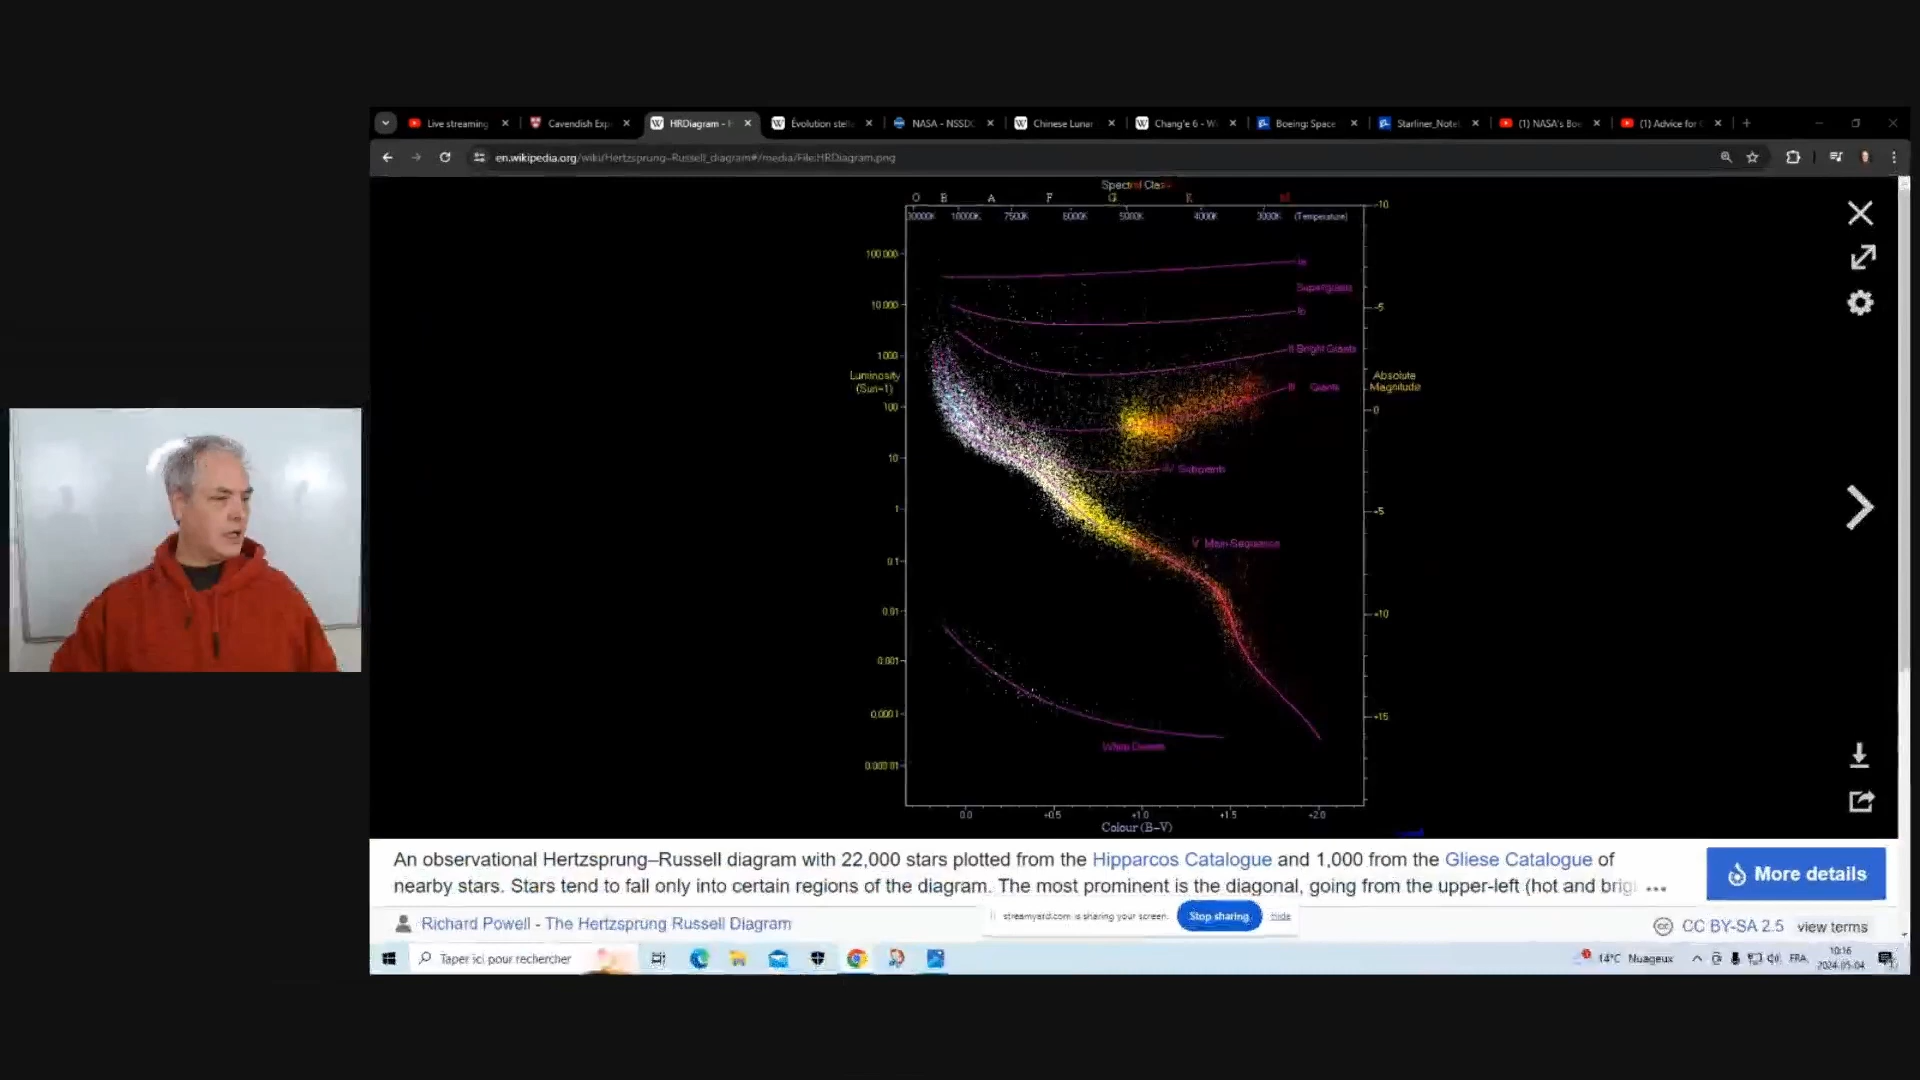 Live streaming
Cavendish Exp
HRDiagram -
Évolution stell
NASA - NSSDC
Chinese Lunar
Chang'e 6 - W
Boeing: Space
Starliner_Note
(1) NASA's Boe
(1) Advice for
en.wikipedia.org/wiki/Hertzsprung–Russell_diagram#/media/File:HRDiagram.png
Spectral Class
O B A F G K M
30000K 10000K 7500K 6000K 5000K 4000K 3000K (Temperature)
-10
100 000
Ia
Supergiants
10,000
Ib
-5
1000
II Bright Giants
Luminosity
(Sun=1)
Absolute
Magnitude
III Giants
100
0
10
IV Subgiants
1
+5
V Main Sequence
0.1
0.01
+10
0.001
0.0001
+15
White Dwarfs
0.00001
0.0 +0.5 +1.0 +1.5 +2.0
Colour (B-V)
An observational Hertzsprung–Russell diagram with 22,000 stars plotted from the Hipparcos Catalogue and 1,000 from the Gliese Catalogue of
nearby stars. Stars tend to fall only into certain regions of the diagram. The most prominent is the diagonal, going from the upper-left (hot and brig
More details
streamyard.com is sharing your screen.
Stop sharing
Hide
Richard Powell - The Hertzsprung Russell Diagram
CC BY-SA 2.5
view terms
Taper ici pour rechercher
14°C Nuageux
FRA
10:16
2024-05-04